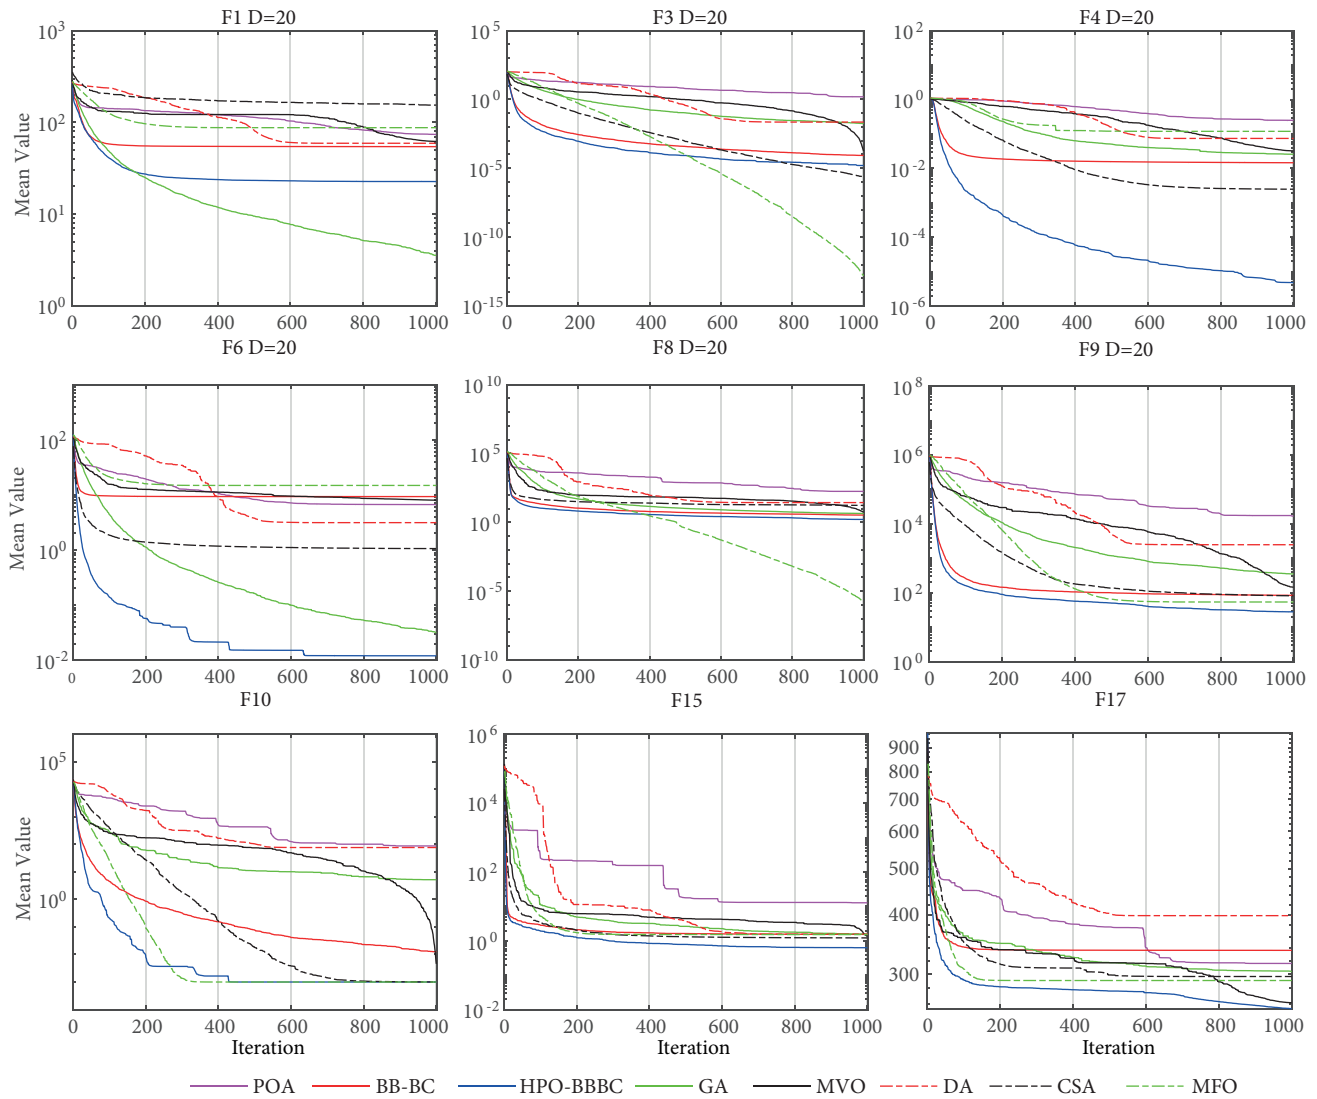 F1 D=20
F3 D=20
F4 D=20
Mean Value
10^3
10^2
10^1
10^0
0 200 400 600 800 1000
10^5
10^0
10^-5
10^-10
10^-15
0 200 400 600 800 1000
10^2
10^0
10^-2
10^-4
10^-6
0 200 400 600 800 1000
F6 D=20
F8 D=20
F9 D=20
Mean Value
10^2
10^0
10^-2
0 200 400 600 800 1000
10^10
10^5
10^0
10^-5
10^-10
0 200 400 600 800 1000
10^8
10^6
10^4
10^2
10^0
0 200 400 600 800 1000
F10
F15
F17
Mean Value
10^5
10^0
0 200 400 600 800 1000
Iteration
10^6
10^4
10^2
10^0
10^-2
0 200 400 600 800 1000
Iteration
900
800
700
600
500
400
300
0 200 400 600 800 1000
Iteration
POA BB-BC HPO-BBBC GA MVO DA CSA MFO